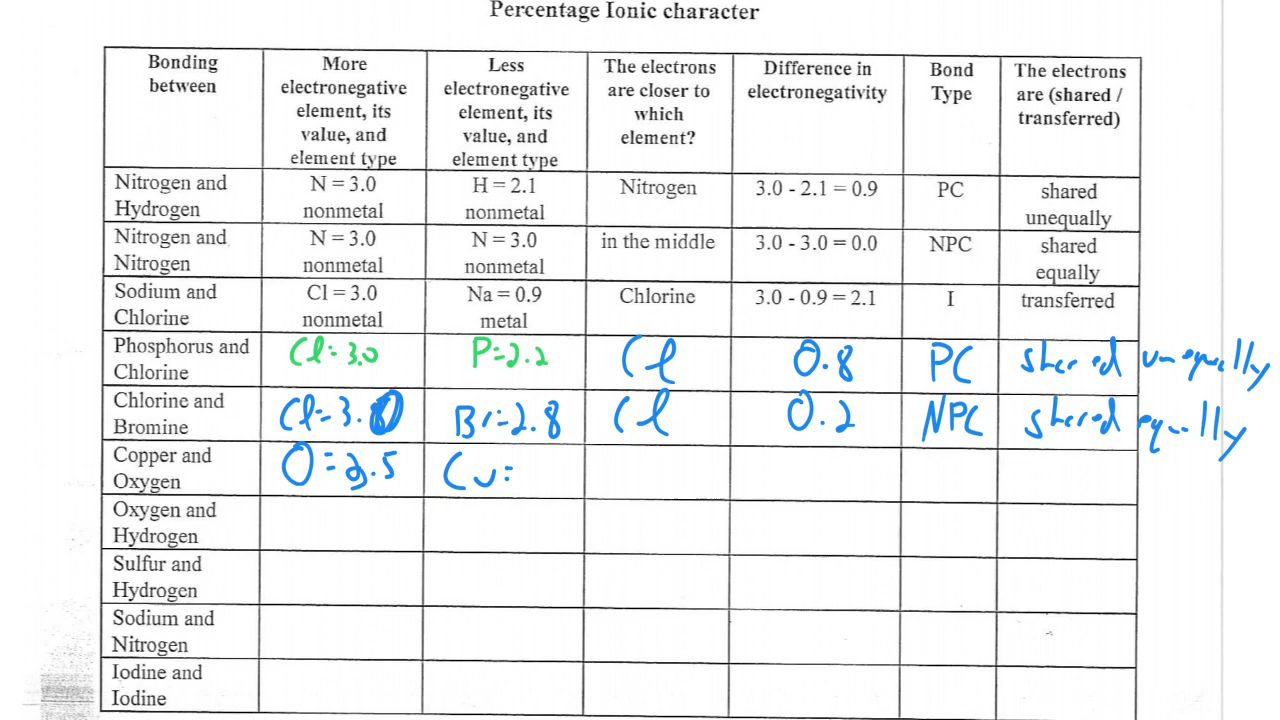 Percentage Ionic character
Bonding between
More electronegative element, its value, and element type
Less electronegative element, its value, and element type
The electrons are closer to which element?
Difference in electronegativity
Bond Type
The electrons are (shared / transferred)
Nitrogen and Hydrogen
N = 3.0 nonmetal
H = 2.1 nonmetal
Nitrogen
3.0 - 2.1 = 0.9
PC
shared unequally
Nitrogen and Nitrogen
N = 3.0 nonmetal
N = 3.0 nonmetal
in the middle
3.0 - 3.0 = 0.0
NPC
shared equally
Sodium and Chlorine
Cl = 3.0 nonmetal
Na = 0.9 metal
Chlorine
3.0 - 0.9 = 2.1
I
transferred
Phosphorus and Chlorine
Cl=3.0
P=2.2
Cl
0.8
PC
shared unequally
Chlorine and Bromine
Cl=3.0
Br=2.8
Cl
0.2
NPC
shared equally
Copper and Oxygen
O=3.5
Cu=
Oxygen and Hydrogen
Sulfur and Hydrogen
Sodium and Nitrogen
Iodine and Iodine